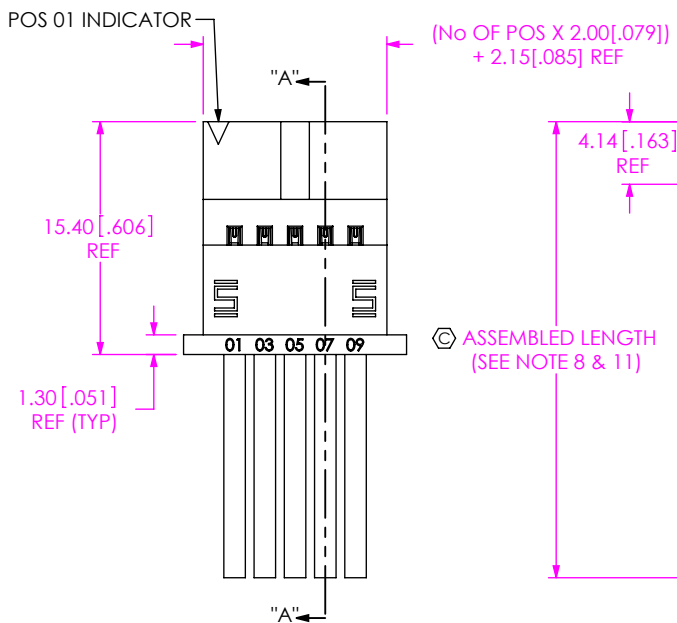 POS 01 INDICATOR
(No OF POS X 2.00[.079])
+ 2.15[.085] REF
"A"
4.14[.163]
REF
15.40[.606]
REF
01 03 05 07 09
C ASSEMBLED LENGTH
(SEE NOTE 8 & 11)
1.30[.051]
REF (TYP)
"A"